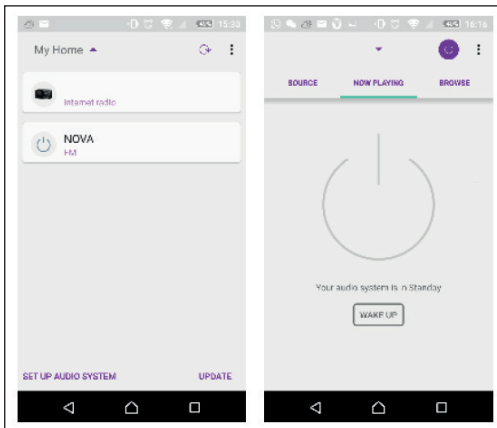 15:20
My Home
Internet radio
NOVA
FM
SET UP AUDIO SYSTEM
UPDATE
16:16
SOURCE
NOW PLAYING
BROWSE
Your audio system is in Standby
WAKE UP